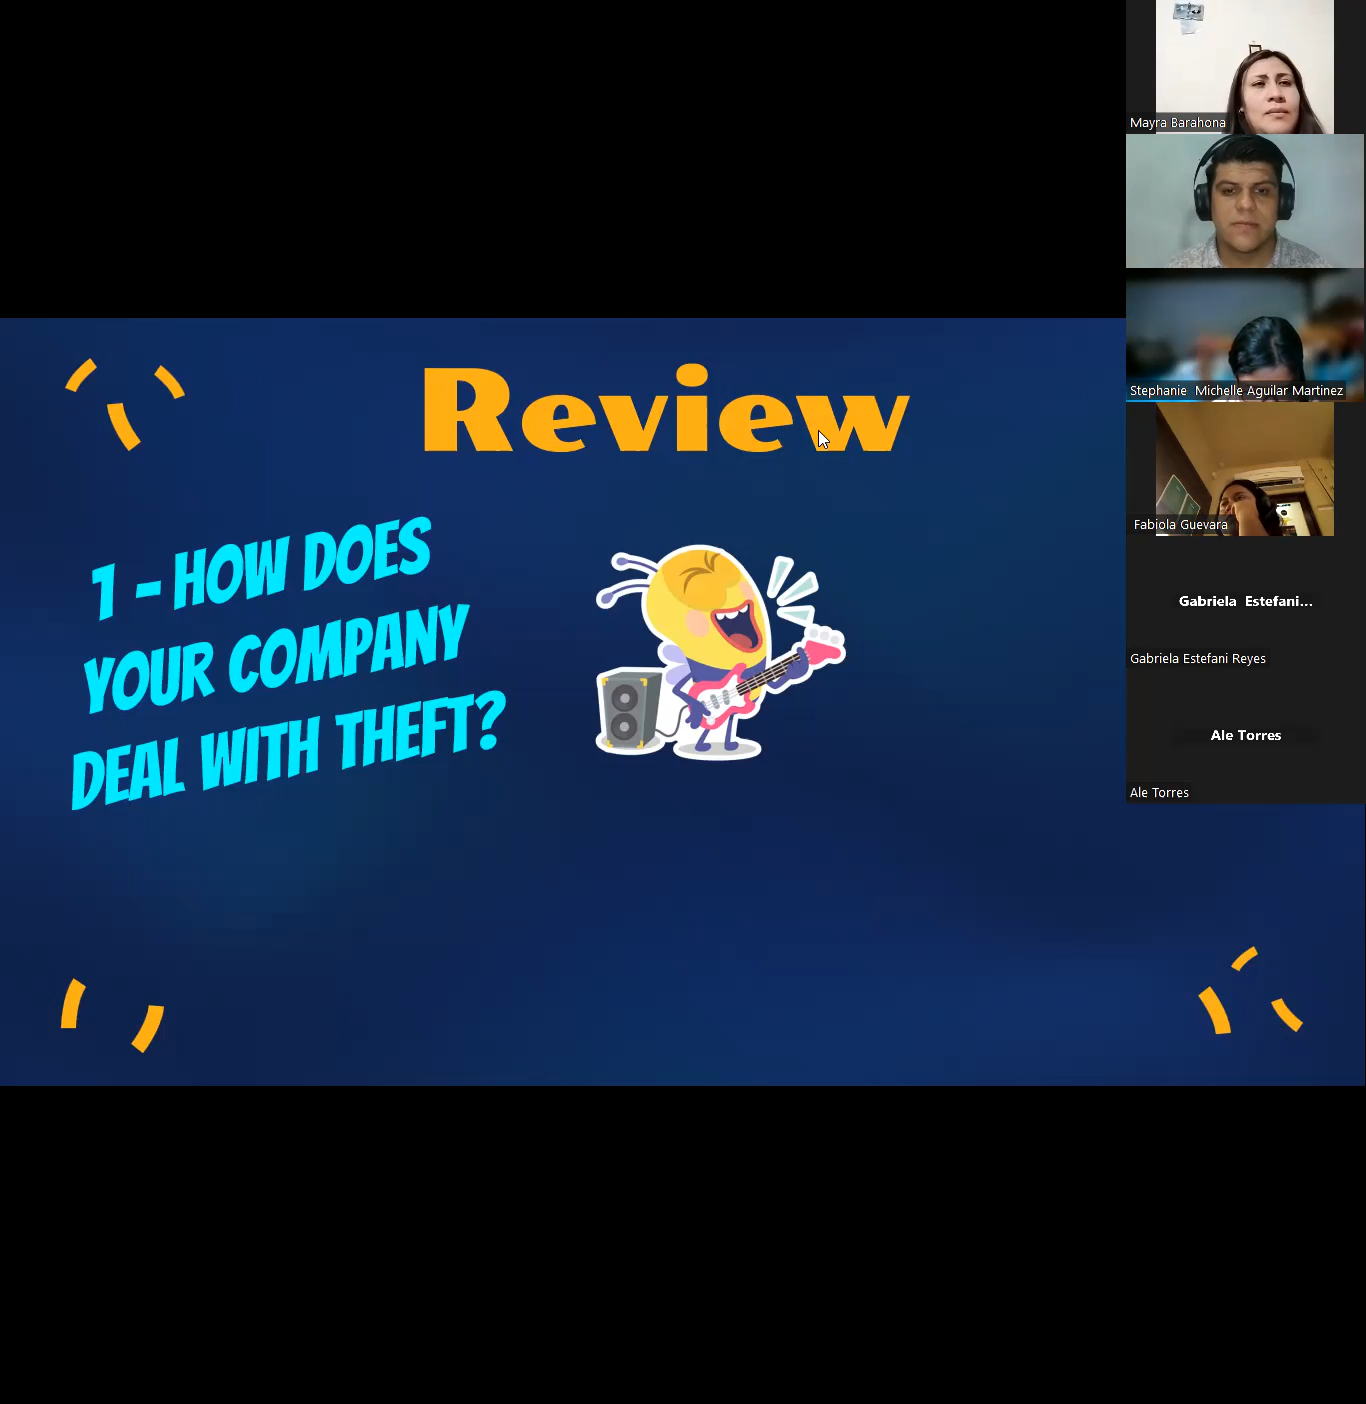 Review
1 - HOW DOES
YOUR COMPANY
DEAL WITH THEFT?
Mayra Barahona
Stephanie Michelle Aguilar Martinez
Fabiola Guevara
Gabriela Estefani...
Gabriela Estefani Reyes
Ale Torres
Ale Torres